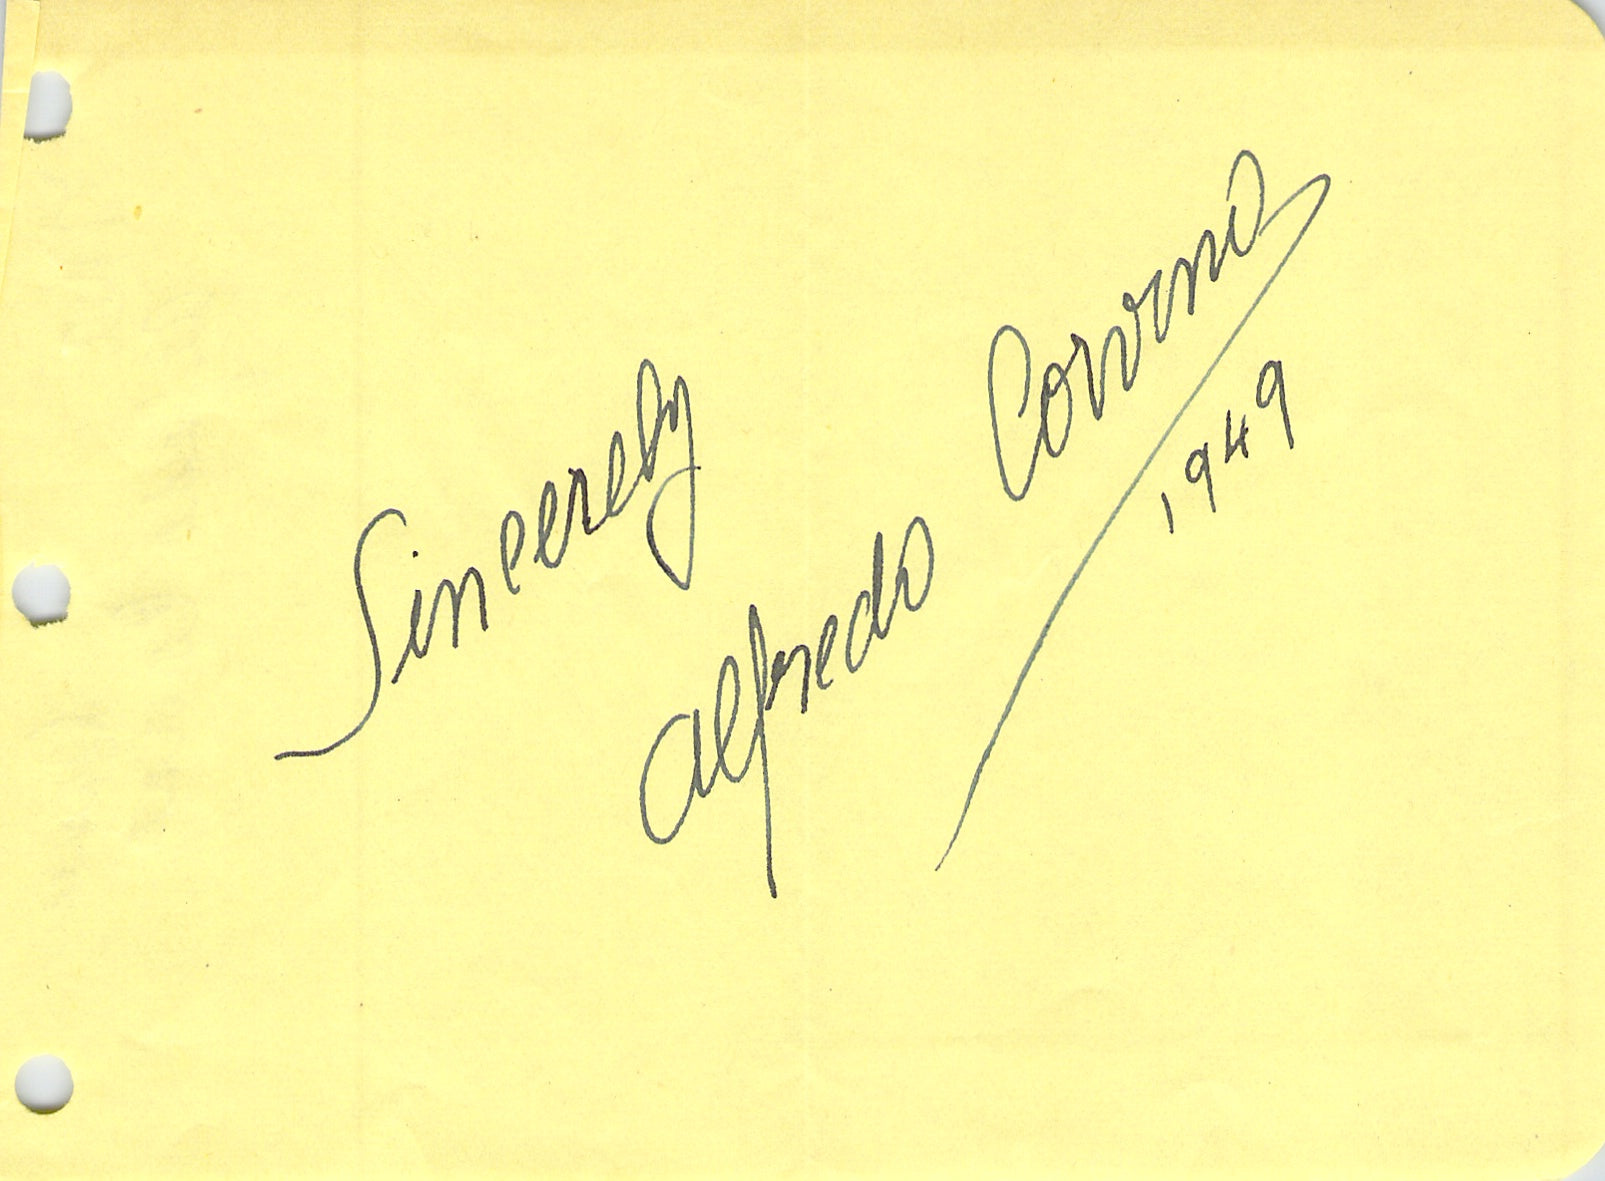 Sincerely
Alfredo Corvino
1949